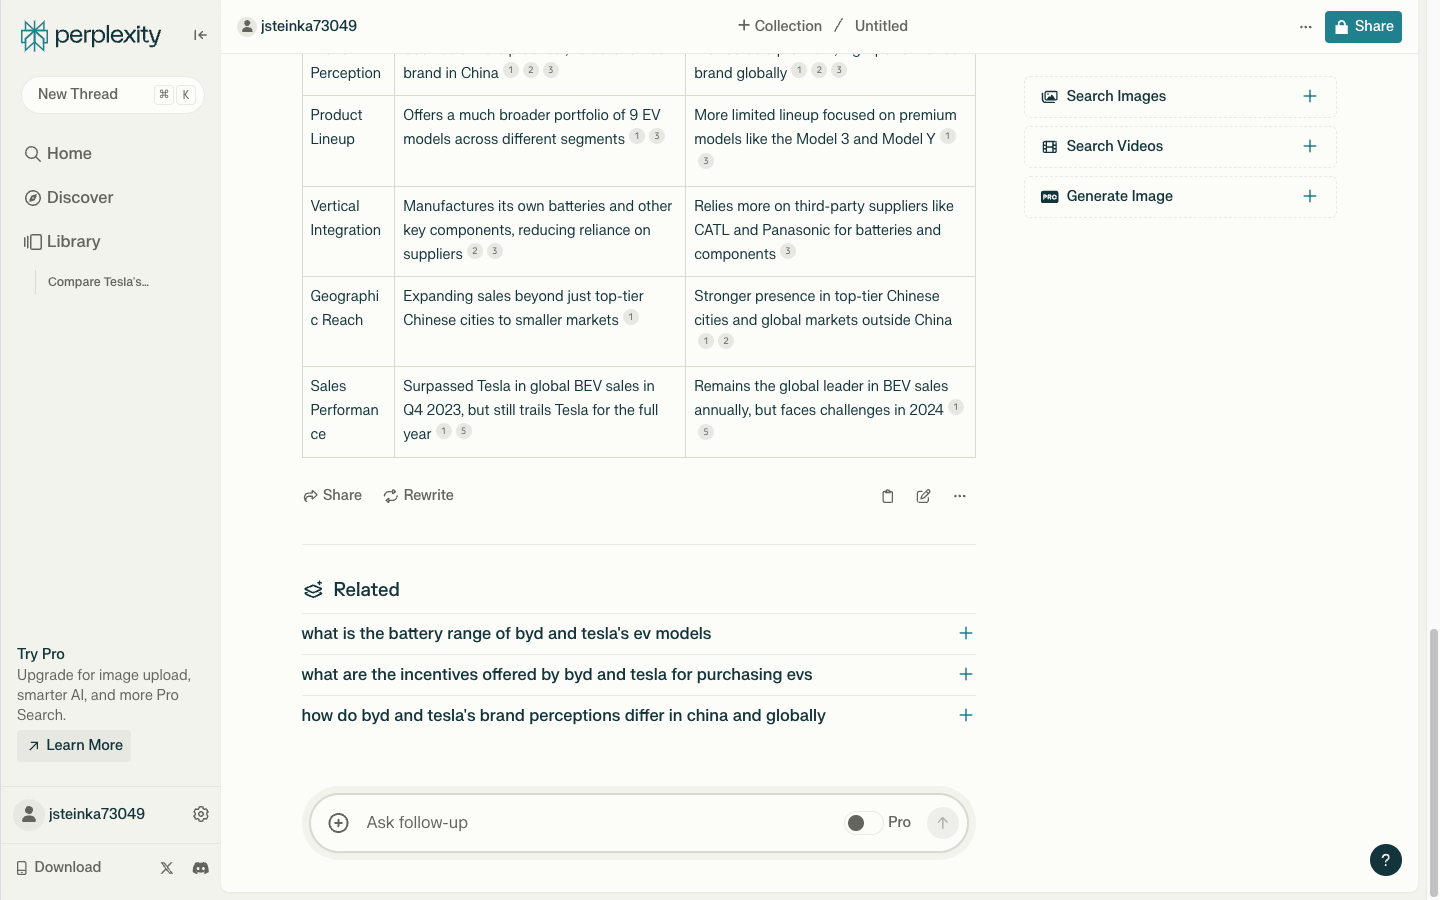 perplexity
New Thread
⌘ K
Home
Discover
Library
Compare Tesla's...
Try Pro
Upgrade for image upload,
smarter AI, and more Pro
Search.
Learn More
jsteinka73049
Download
jsteinka73049
Collection / Untitled
Share
Perception
brand in China 1 2 3
brand globally 1 2 3
Product
Lineup
Offers a much broader portfolio of 9 EV
models across different segments 1 3
More limited lineup focused on premium
models like the Model 3 and Model Y 1
3
Vertical
Integration
Manufactures its own batteries and other
key components, reducing reliance on
suppliers 2 3
Relies more on third-party suppliers like
CATL and Panasonic for batteries and
components 3
Geographi
c Reach
Expanding sales beyond just top-tier
Chinese cities to smaller markets 1
Stronger presence in top-tier Chinese
cities and global markets outside China
1 2
Sales
Performan
ce
Surpassed Tesla in global BEV sales in
Q4 2023, but still trails Tesla for the full
year 1 5
Remains the global leader in BEV sales
annually, but faces challenges in 2024 1
5
Share
Rewrite
Related
what is the battery range of byd and tesla's ev models
what are the incentives offered by byd and tesla for purchasing evs
how do byd and tesla's brand perceptions differ in china and globally
Ask follow-up
Pro
Search Images
Search Videos
PRO Generate Image
?